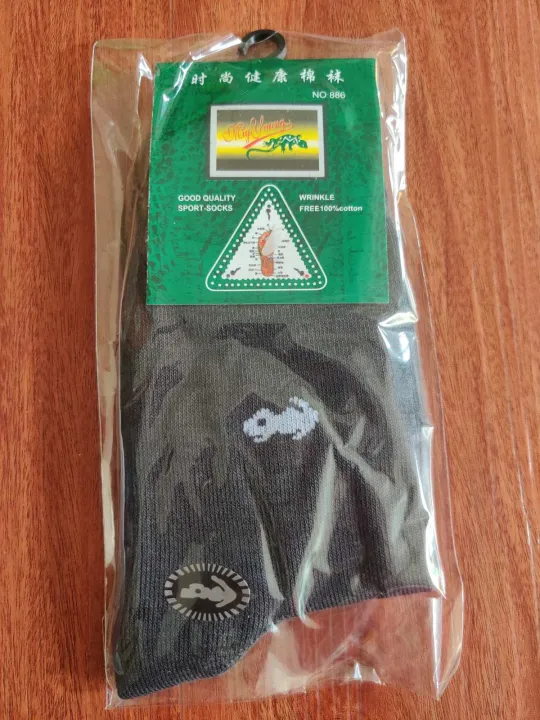 时尚健康棉袜
NO 886
GOOD QUALITY
SPORT-SOCKS
WRINKLE
FREE100%cotton